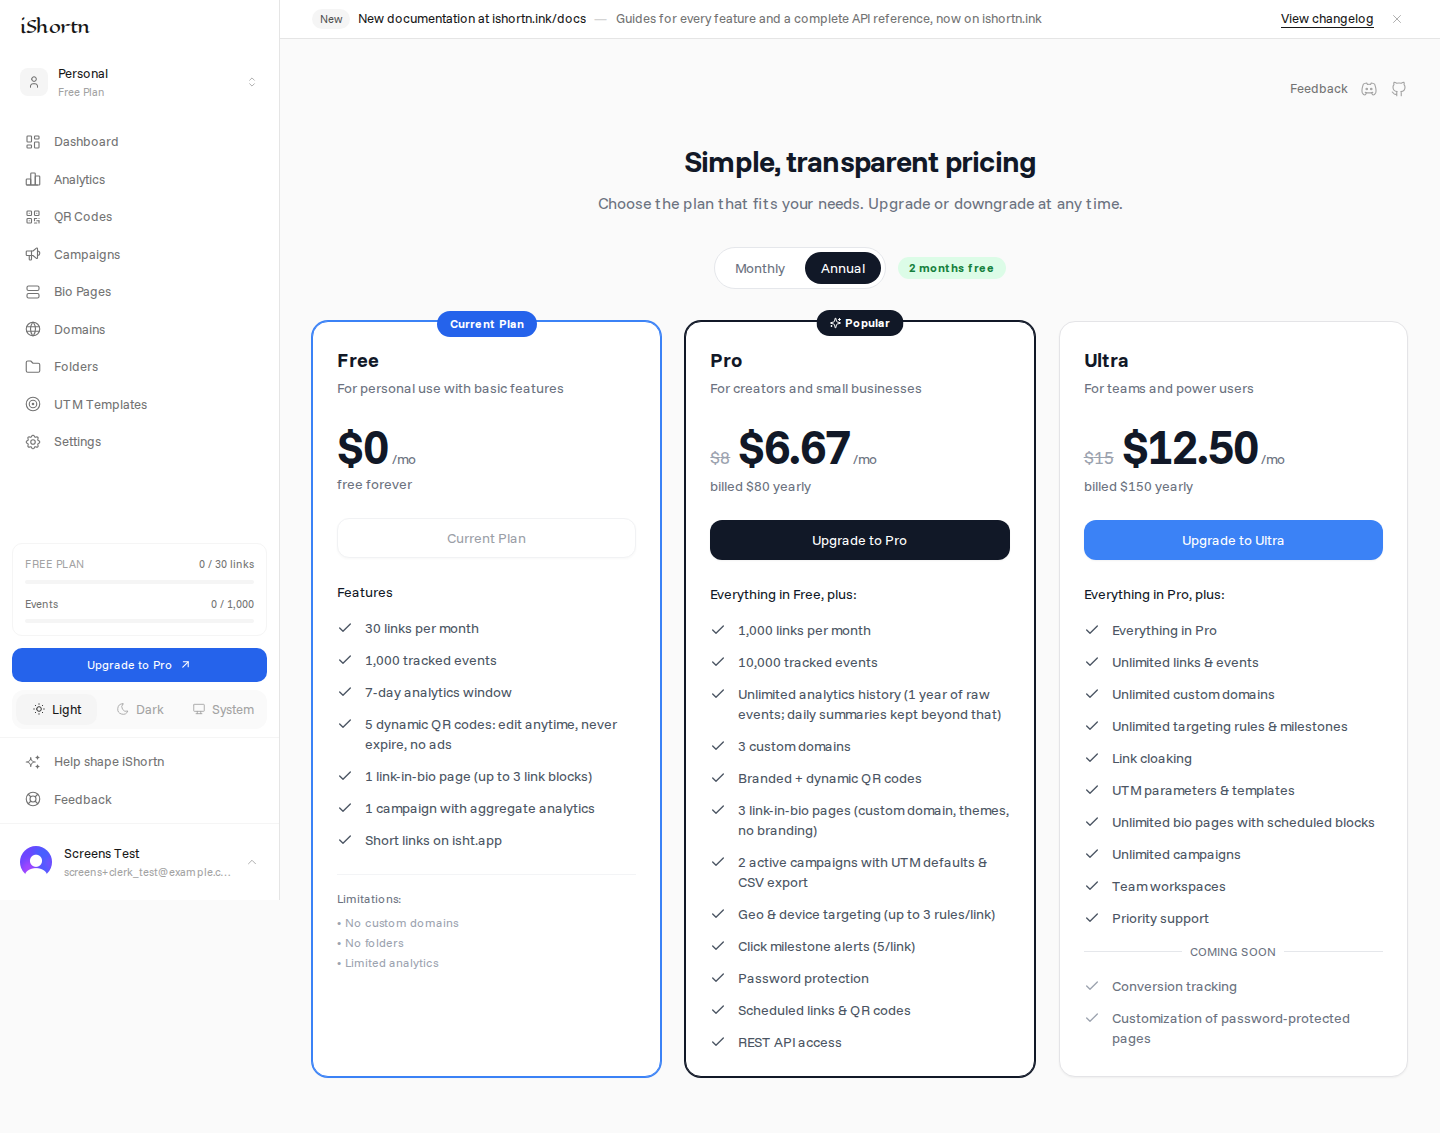 iShortn
Personal
Free Plan
Dashboard
Analytics
QR Codes
Campaigns
Bio Pages
Domains
Folders
UTM Templates
Settings
FREE PLAN 0 / 30 links
Events 0 / 1,000
Upgrade to Pro
Light Dark System
Help shape iShortn
Feedback
Screens Test
screens+clerk_test@example.c...
New New documentation at ishortn.ink/docs — Guides for every feature and a complete API reference, now on ishortn.ink View changelog
Feedback
Simple, transparent pricing
Choose the plan that fits your needs. Upgrade or downgrade at any time.
Monthly Annual 2 months free
Current Plan
Free
For personal use with basic features
$0 /mo
free forever
Current Plan
Features
30 links per month
1,000 tracked events
7-day analytics window
5 dynamic QR codes: edit anytime, never
expire, no ads
1 link-in-bio page (up to 3 link blocks)
1 campaign with aggregate analytics
Short links on isht.app
Limitations:
• No custom domains
• No folders
• Limited analytics
Popular
Pro
For creators and small businesses
$8 $6.67 /mo
billed $80 yearly
Upgrade to Pro
Everything in Free, plus:
1,000 links per month
10,000 tracked events
Unlimited analytics history (1 year of raw
events; daily summaries kept beyond that)
3 custom domains
Branded + dynamic QR codes
3 link-in-bio pages (custom domain, themes,
no branding)
2 active campaigns with UTM defaults &
CSV export
Geo & device targeting (up to 3 rules/link)
Click milestone alerts (5/link)
Password protection
Scheduled links & QR codes
REST API access
Ultra
For teams and power users
$15 $12.50 /mo
billed $150 yearly
Upgrade to Ultra
Everything in Pro, plus:
Everything in Pro
Unlimited links & events
Unlimited custom domains
Unlimited targeting rules & milestones
Link cloaking
UTM parameters & templates
Unlimited bio pages with scheduled blocks
Unlimited campaigns
Team workspaces
Priority support
COMING SOON
Conversion tracking
Customization of password-protected
pages